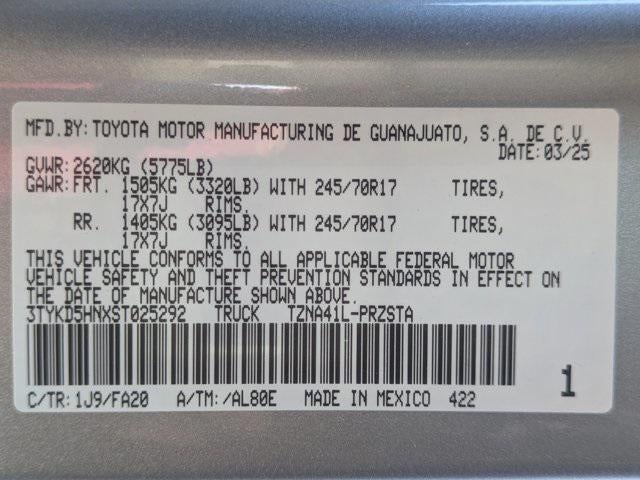 MFD.BY: TOYOTA MOTOR MANUFACTURING DE GUANAJUATO, S.A. DE C.V.
DATE: 03/25
GVWR: 2620KG (5775LB)
GAWR: FRT. 1505KG (3320LB) WITH 245/70R17 TIRES,
17X7J RIMS,
RR. 1405KG (3095LB) WITH 245/70R17 TIRES,
17X7J RIMS.
THIS VEHICLE CONFORMS TO ALL APPLICABLE FEDERAL MOTOR
VEHICLE SAFETY AND THEFT PREVENTION STANDARDS IN EFFECT ON
THE DATE OF MANUFACTURE SHOWN ABOVE.
3TYKD5HNXST025292 TRUCK TZNA41L-PRZSTA
1
C/TR: 1J9/FA20 A/TM: /AL80E MADE IN MEXICO 422